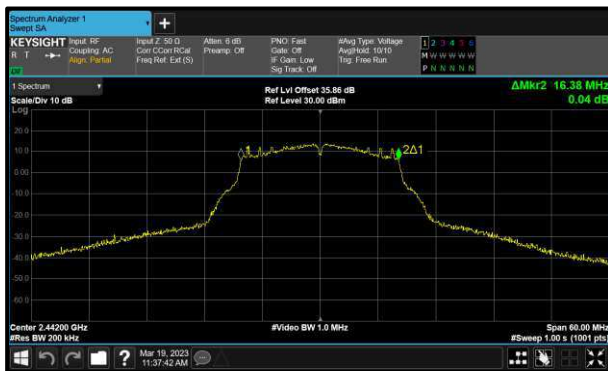 Spectrum Analyzer 1
Swept SA
+
KEYSIGHT
R T
Input: RF
Coupling: AC
Align: Partial
Input Z: 50 Ω
Corr CCorr RCal
Freq Ref: Ext (S)
Atten: 6 dB
Preamp: Off
PNO: Fast
Gate: Off
IF Gain: Low
Sig Track: Off
#Avg Type: Voltage
Avg|Hold: 10/10
Trig: Free Run
1 2 3 4 5 6
M W W W W W
P N N N N N
1 Spectrum
Scale/Div 10 dB
Ref Lvl Offset 35.86 dB
Ref Level 30.00 dBm
ΔMkr2 16.38 MHz
0.04 dB
Log
20.0
10.0
0.00
-10.0
-20.0
-30.0
-40.0
-50.0
-60.0
2Δ1
Center 2.44200 GHz
#Res BW 200 kHz
#Video BW 1.0 MHz
Span 60.00 MHz
#Sweep 1.00 s (1001 pts)
Mar 19, 2023
11:37:42 AM